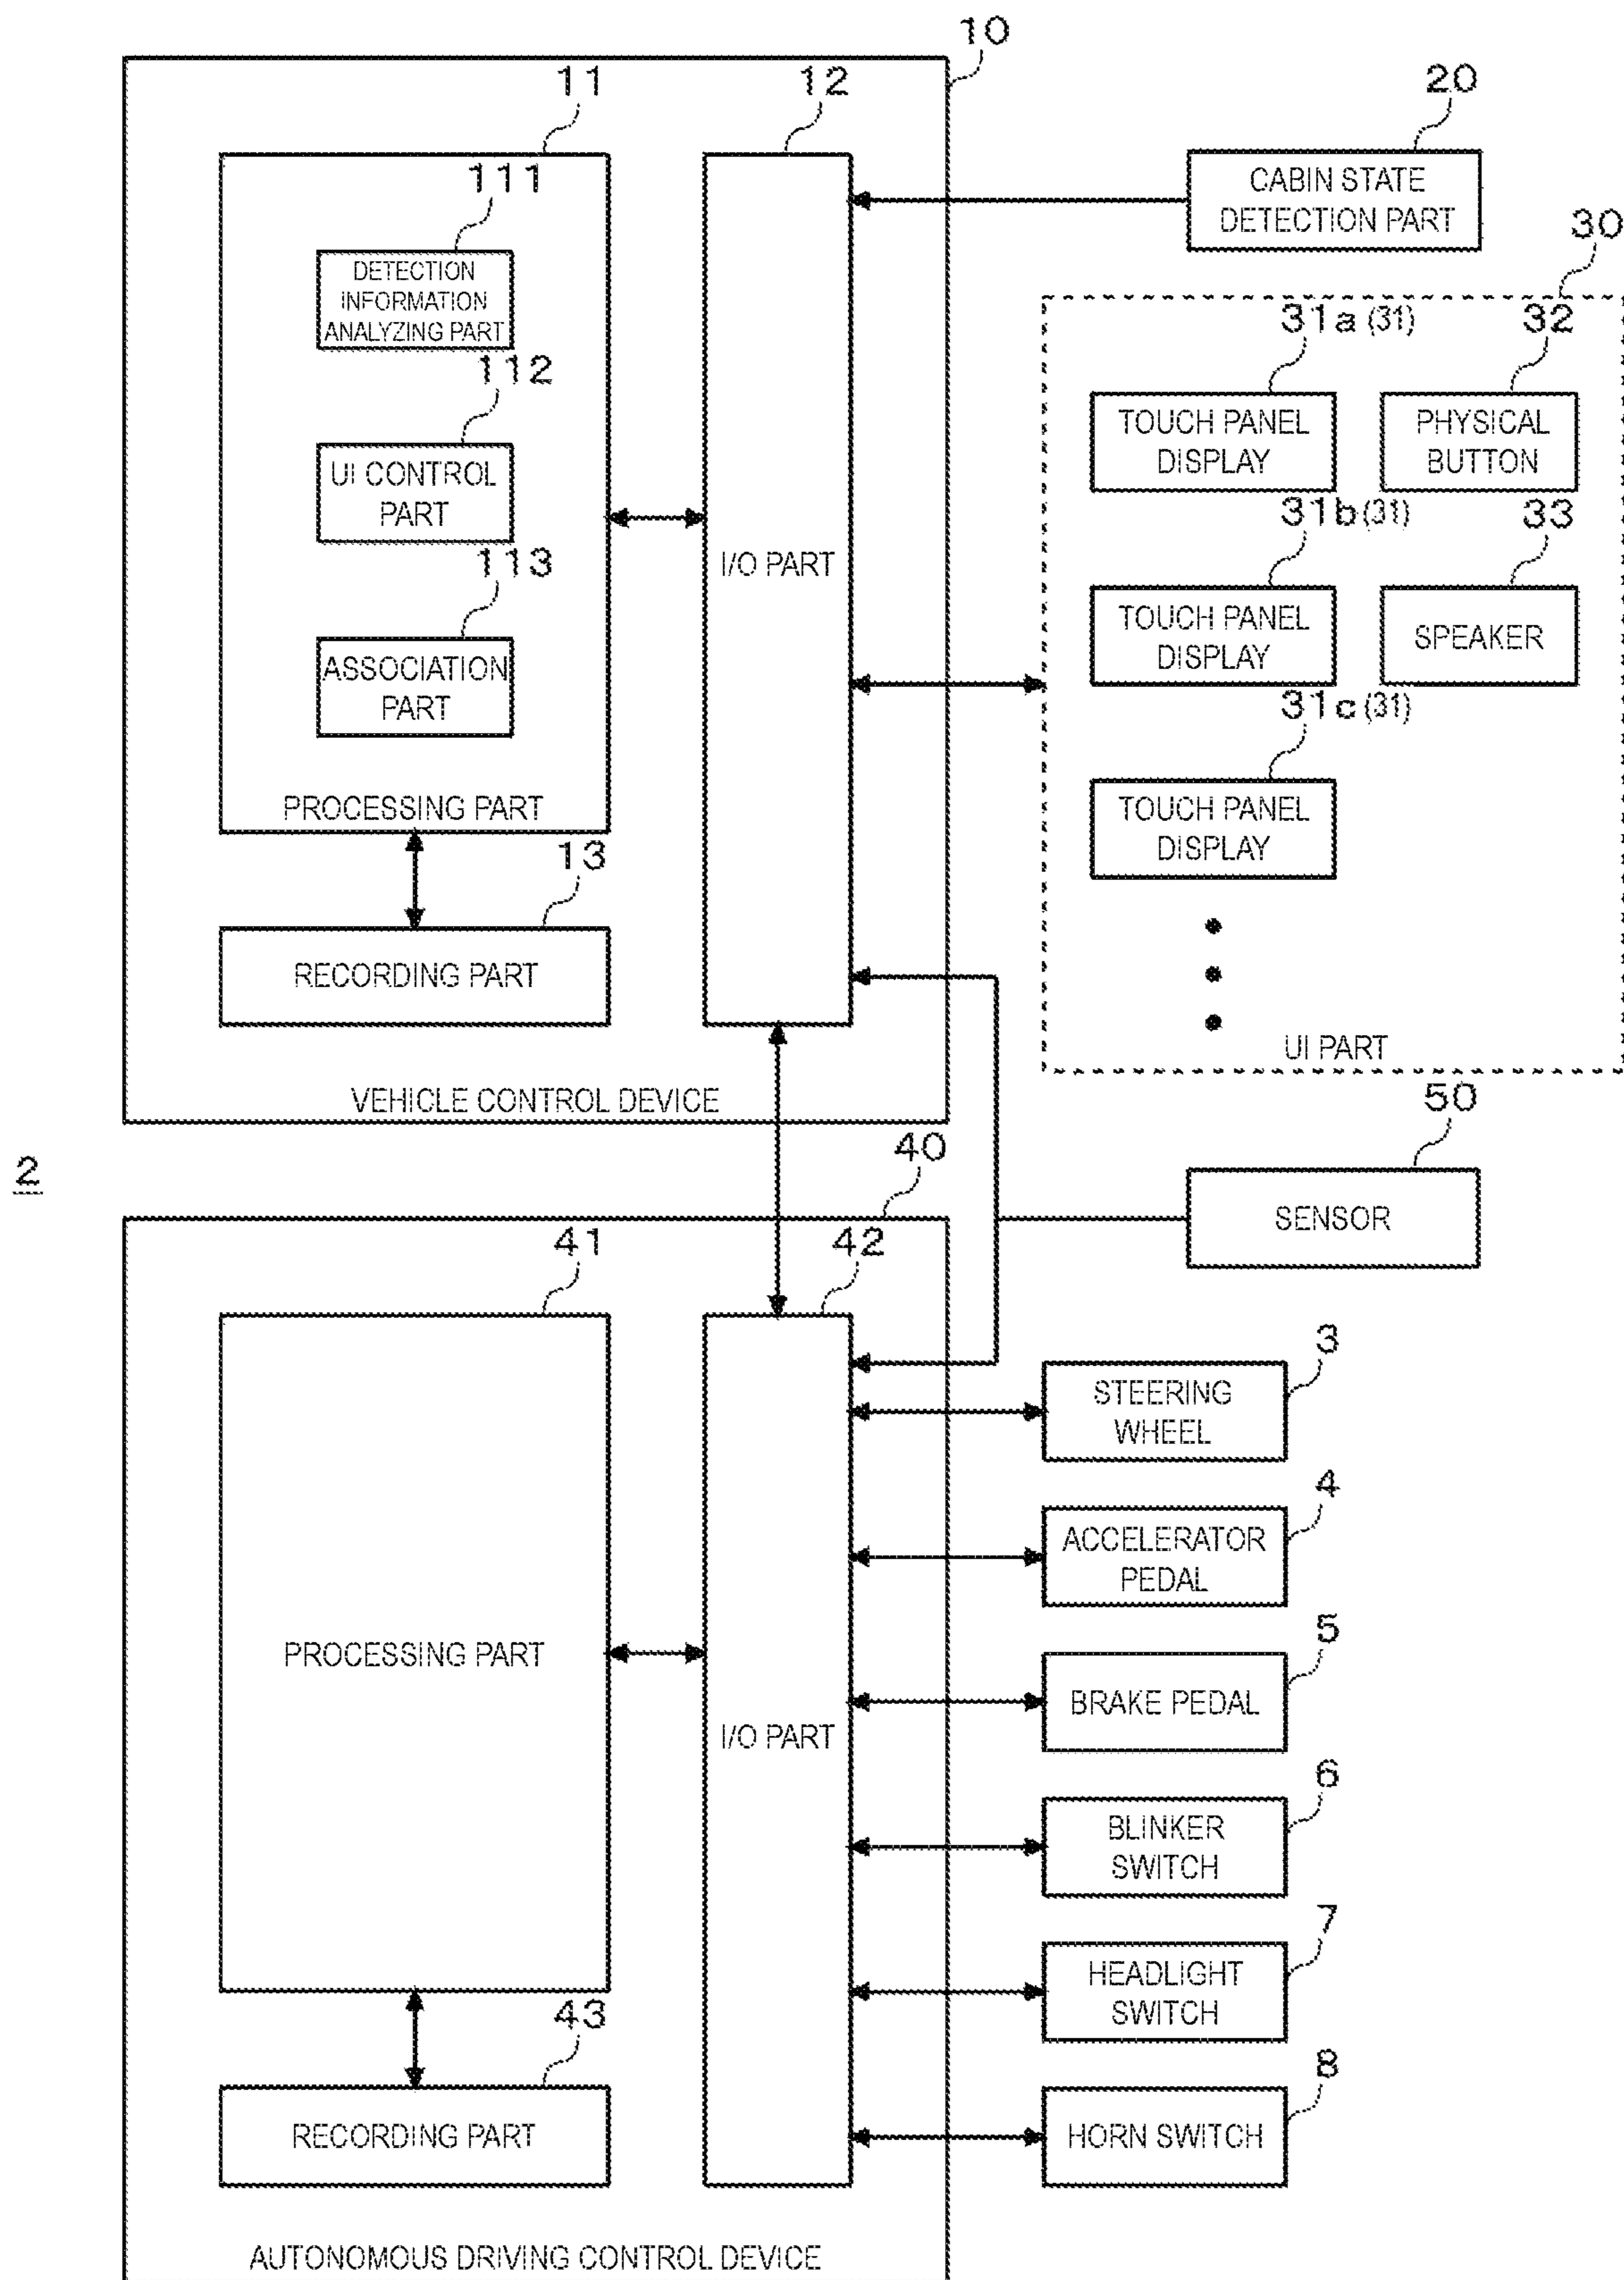 10
11
12
20
111
CABIN STATE
DETECTION PART
30
DETECTION
INFORMATION
ANALYZING PART
31a (31)
32
112
TOUCH PANEL
DISPLAY
PHYSICAL
BUTTON
UI CONTROL
PART
31b (31)
33
113
I/O PART
TOUCH PANEL
DISPLAY
SPEAKER
ASSOCIATION
PART
31c (31)
PROCESSING PART
TOUCH PANEL
DISPLAY
13
RECORDING PART
UI PART
VEHICLE CONTROL DEVICE
50
2
40
SENSOR
41
42
3
STEERING
WHEEL
4
ACCELERATOR
PEDAL
5
PROCESSING PART
BRAKE PEDAL
I/O PART
6
BLINKER
SWITCH
7
HEADLIGHT
SWITCH
43
8
RECORDING PART
HORN SWITCH
AUTONOMOUS DRIVING CONTROL DEVICE